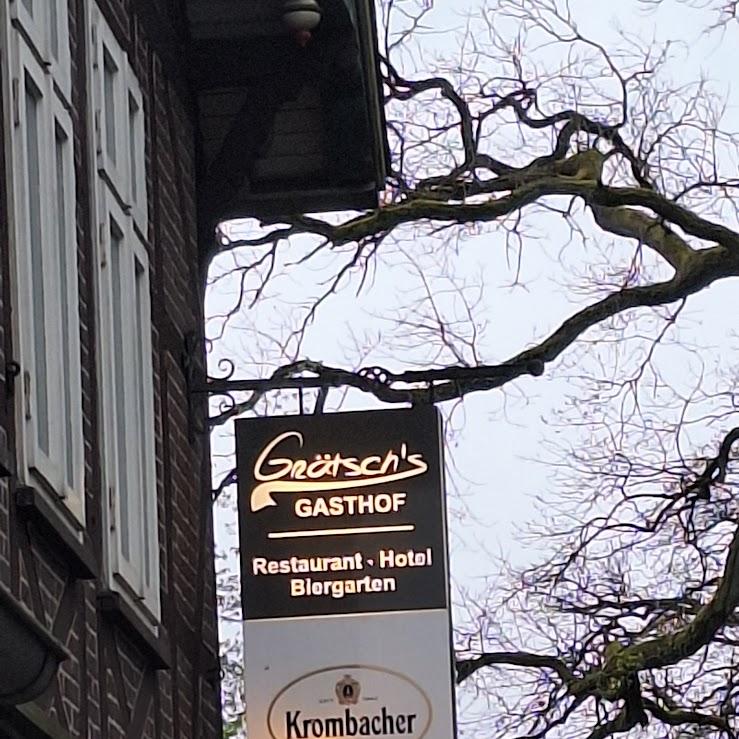 Grätsch's
GASTHOF
Restaurant · Hotel
Biergarten
Krombacher